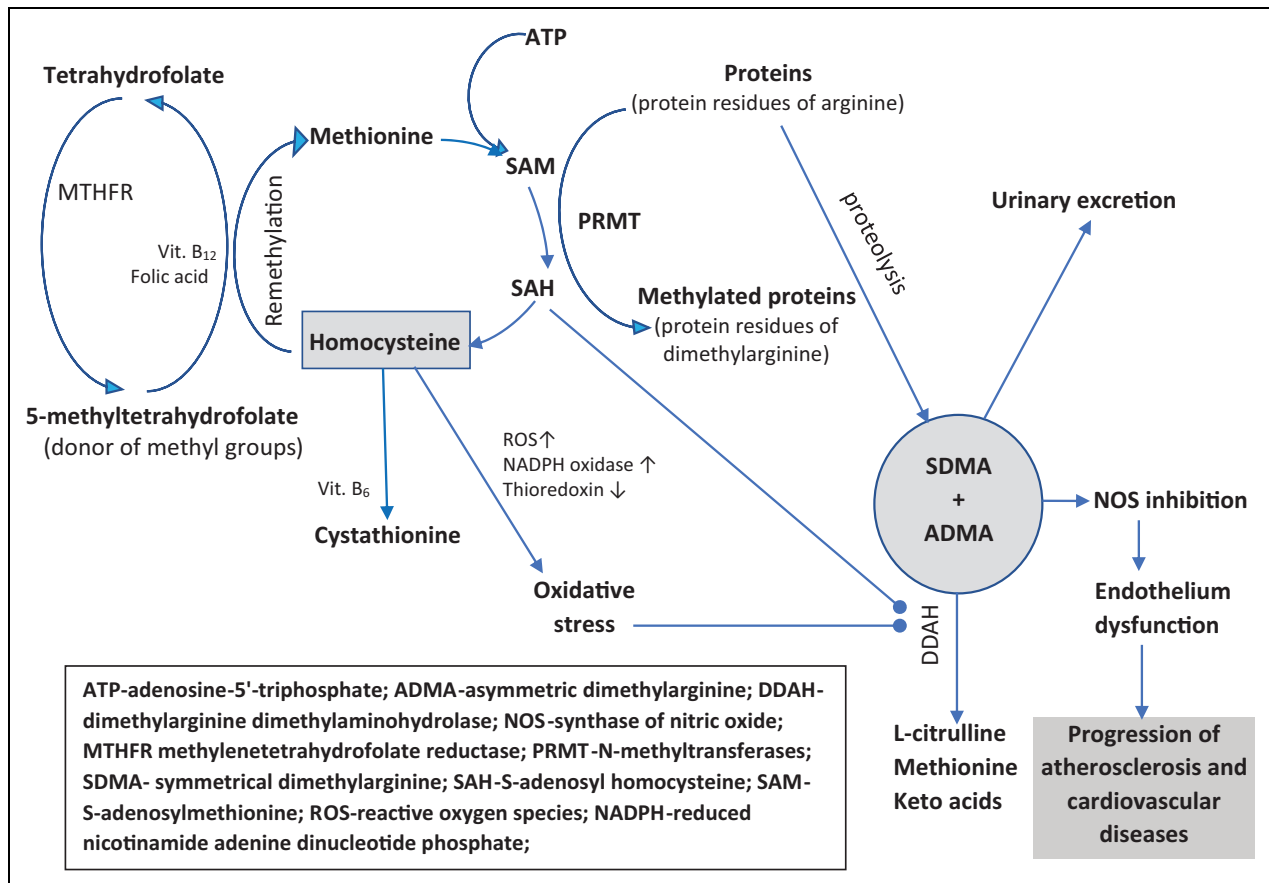 ATP
Tetrahydrofolate
Proteins
(protein residues of arginine)
Methionine
SAM
MTHFR
Remethylation
PRMT
proteolysis
Urinary excretion
Vit. B₁₂
Folic acid
SAH
Methylated proteins
(protein residues of
dimethylarginine)
Homocysteine
5-methyltetrahydrofolate
(donor of methyl groups)
ROS↑
NADPH oxidase ↑
Thioredoxin ↓
Vit. B₆
Cystathionine
SDMA
+
ADMA
NOS inhibition
Oxidative
stress
DDAH
Endothelium
dysfunction
L-citrulline
Methionine
Keto acids
Progression of
atherosclerosis and
cardiovascular
diseases
ATP-adenosine-5'-triphosphate; ADMA-asymmetric dimethylarginine; DDAH-
dimethylarginine dimethylaminohydrolase; NOS-synthase of nitric oxide;
MTHFR methylenetetrahydrofolate reductase; PRMT-N-methyltransferases;
SDMA- symmetrical dimethylarginine; SAH-S-adenosyl homocysteine; SAM-
S-adenosylmethionine; ROS-reactive oxygen species; NADPH-reduced
nicotinamide adenine dinucleotide phosphate;